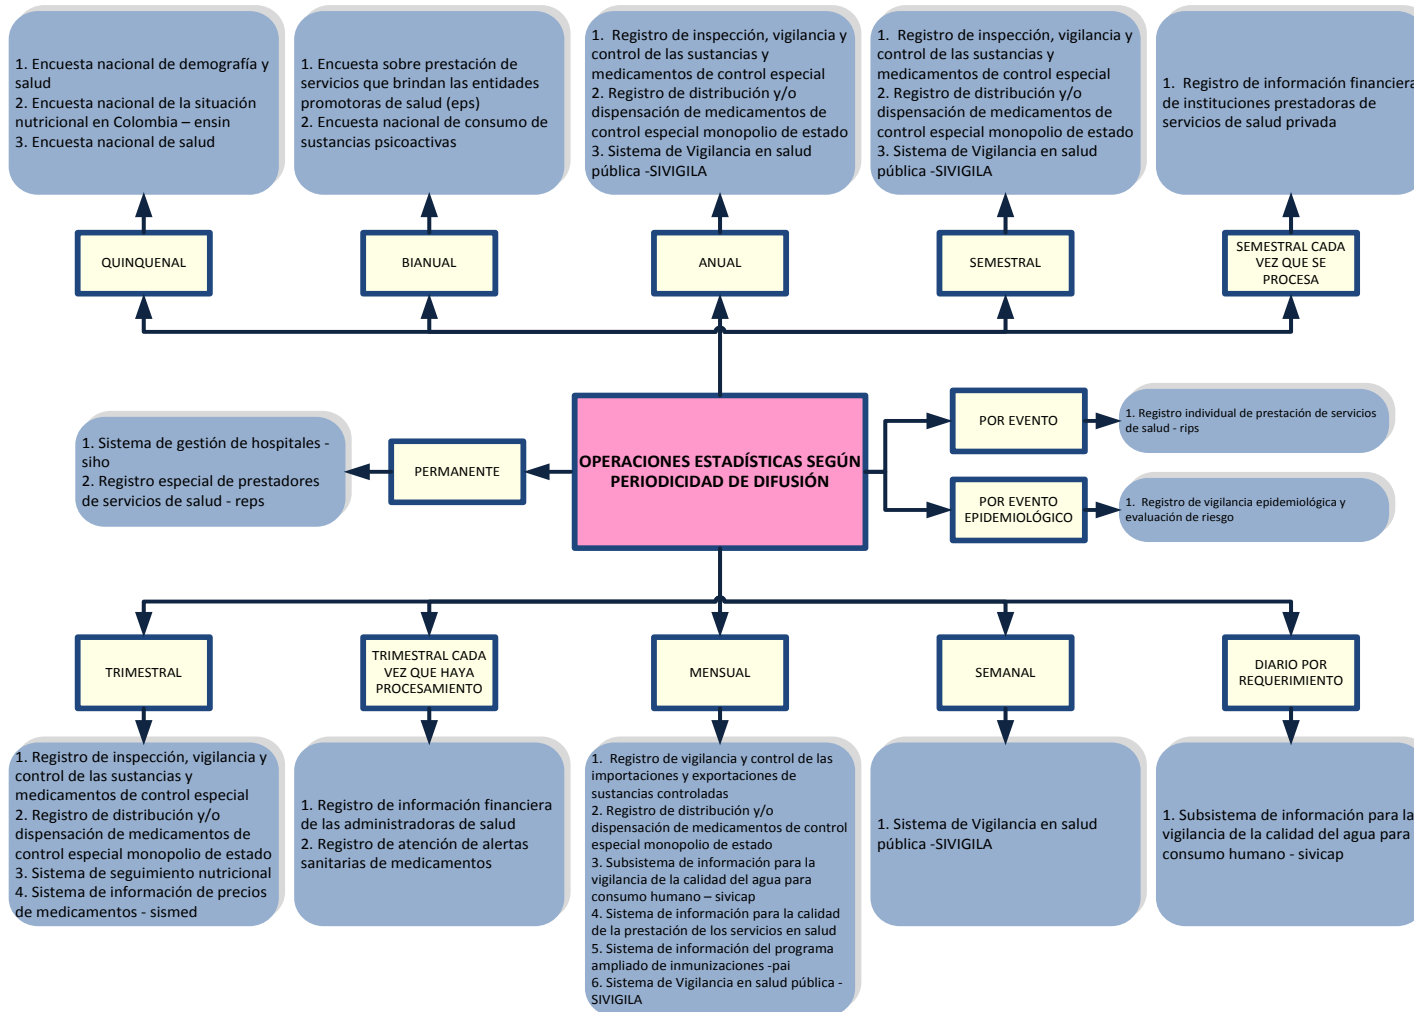 1. Encuesta nacional de demografía y
salud
2. Encuesta nacional de la situación
nutricional en Colombia – ensin
3. Encuesta nacional de salud
1. Encuesta sobre prestación de
servicios que brindan las entidades
promotoras de salud (eps)
2. Encuesta nacional de consumo de
sustancias psicoactivas
1. Registro de inspección, vigilancia y
control de las sustancias y
medicamentos de control especial
2. Registro de distribución y/o
dispensación de medicamentos de
control especial monopolio de estado
3. Sistema de Vigilancia en salud
pública -SIVIGILA
1. Registro de inspección, vigilancia y
control de las sustancias y
medicamentos de control especial
2. Registro de distribución y/o
dispensación de medicamentos de
control especial monopolio de estado
3. Sistema de Vigilancia en salud
pública -SIVIGILA
1. Registro de información financiera
de instituciones prestadoras de
servicios de salud privada
QUINQUENAL
BIANUAL
ANUAL
SEMESTRAL
SEMESTRAL CADA
VEZ QUE SE
PROCESA
1. Sistema de gestión de hospitales -
siho
2. Registro especial de prestadores
de servicios de salud - reps
PERMANENTE
OPERACIONES ESTADÍSTICAS SEGÚN
PERIODICIDAD DE DIFUSIÓN
POR EVENTO
1. Registro individual de prestación de servicios
de salud - rips
POR EVENTO
EPIDEMIOLÓGICO
1. Registro de vigilancia epidemiológica y
evaluación de riesgo
TRIMESTRAL
TRIMESTRAL CADA
VEZ QUE HAYA
PROCESAMIENTO
MENSUAL
SEMANAL
DIARIO POR
REQUERIMIENTO
1. Registro de inspección, vigilancia y
control de las sustancias y
medicamentos de control especial
2. Registro de distribución y/o
dispensación de medicamentos de
control especial monopolio de estado
3. Sistema de seguimiento nutricional
4. Sistema de información de precios
de medicamentos - sismed
1. Registro de información financiera
de las administradoras de salud
2. Registro de atención de alertas
sanitarias de medicamentos
1. Registro de vigilancia y control de las
importaciones y exportaciones de
sustancias controladas
2. Registro de distribución y/o
dispensación de medicamentos de control
especial monopolio de estado
3. Subsistema de información para la
vigilancia de la calidad del agua para
consumo humano – sivicap
4. Sistema de información para la calidad
de la prestación de los servicios en salud
5. Sistema de información del programa
ampliado de inmunizaciones -pai
6. Sistema de Vigilancia en salud pública -
SIVIGILA
1. Sistema de Vigilancia en salud
pública -SIVIGILA
1. Subsistema de información para la
vigilancia de la calidad del agua para
consumo humano - sivicap